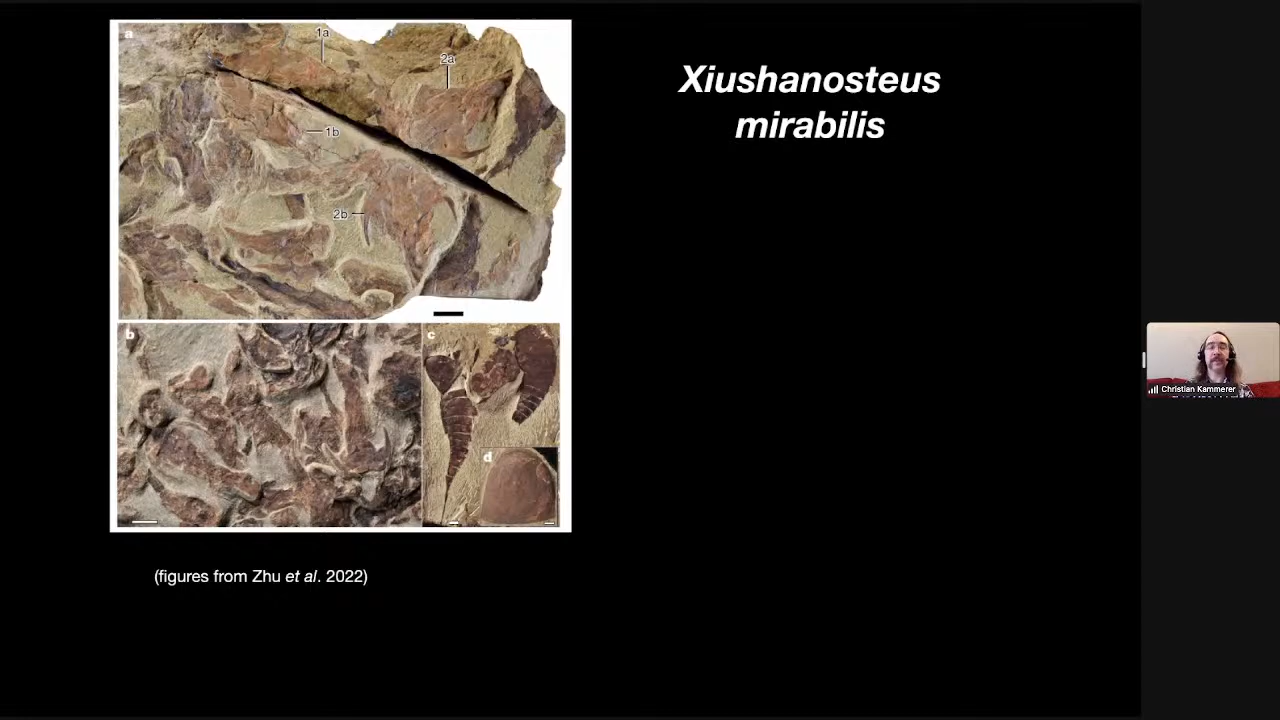 a
1a
2a
1b
2b
b
c
d
Xiushanosteus
mirabilis
(figures from Zhu et al. 2022)
Christian Kammerer